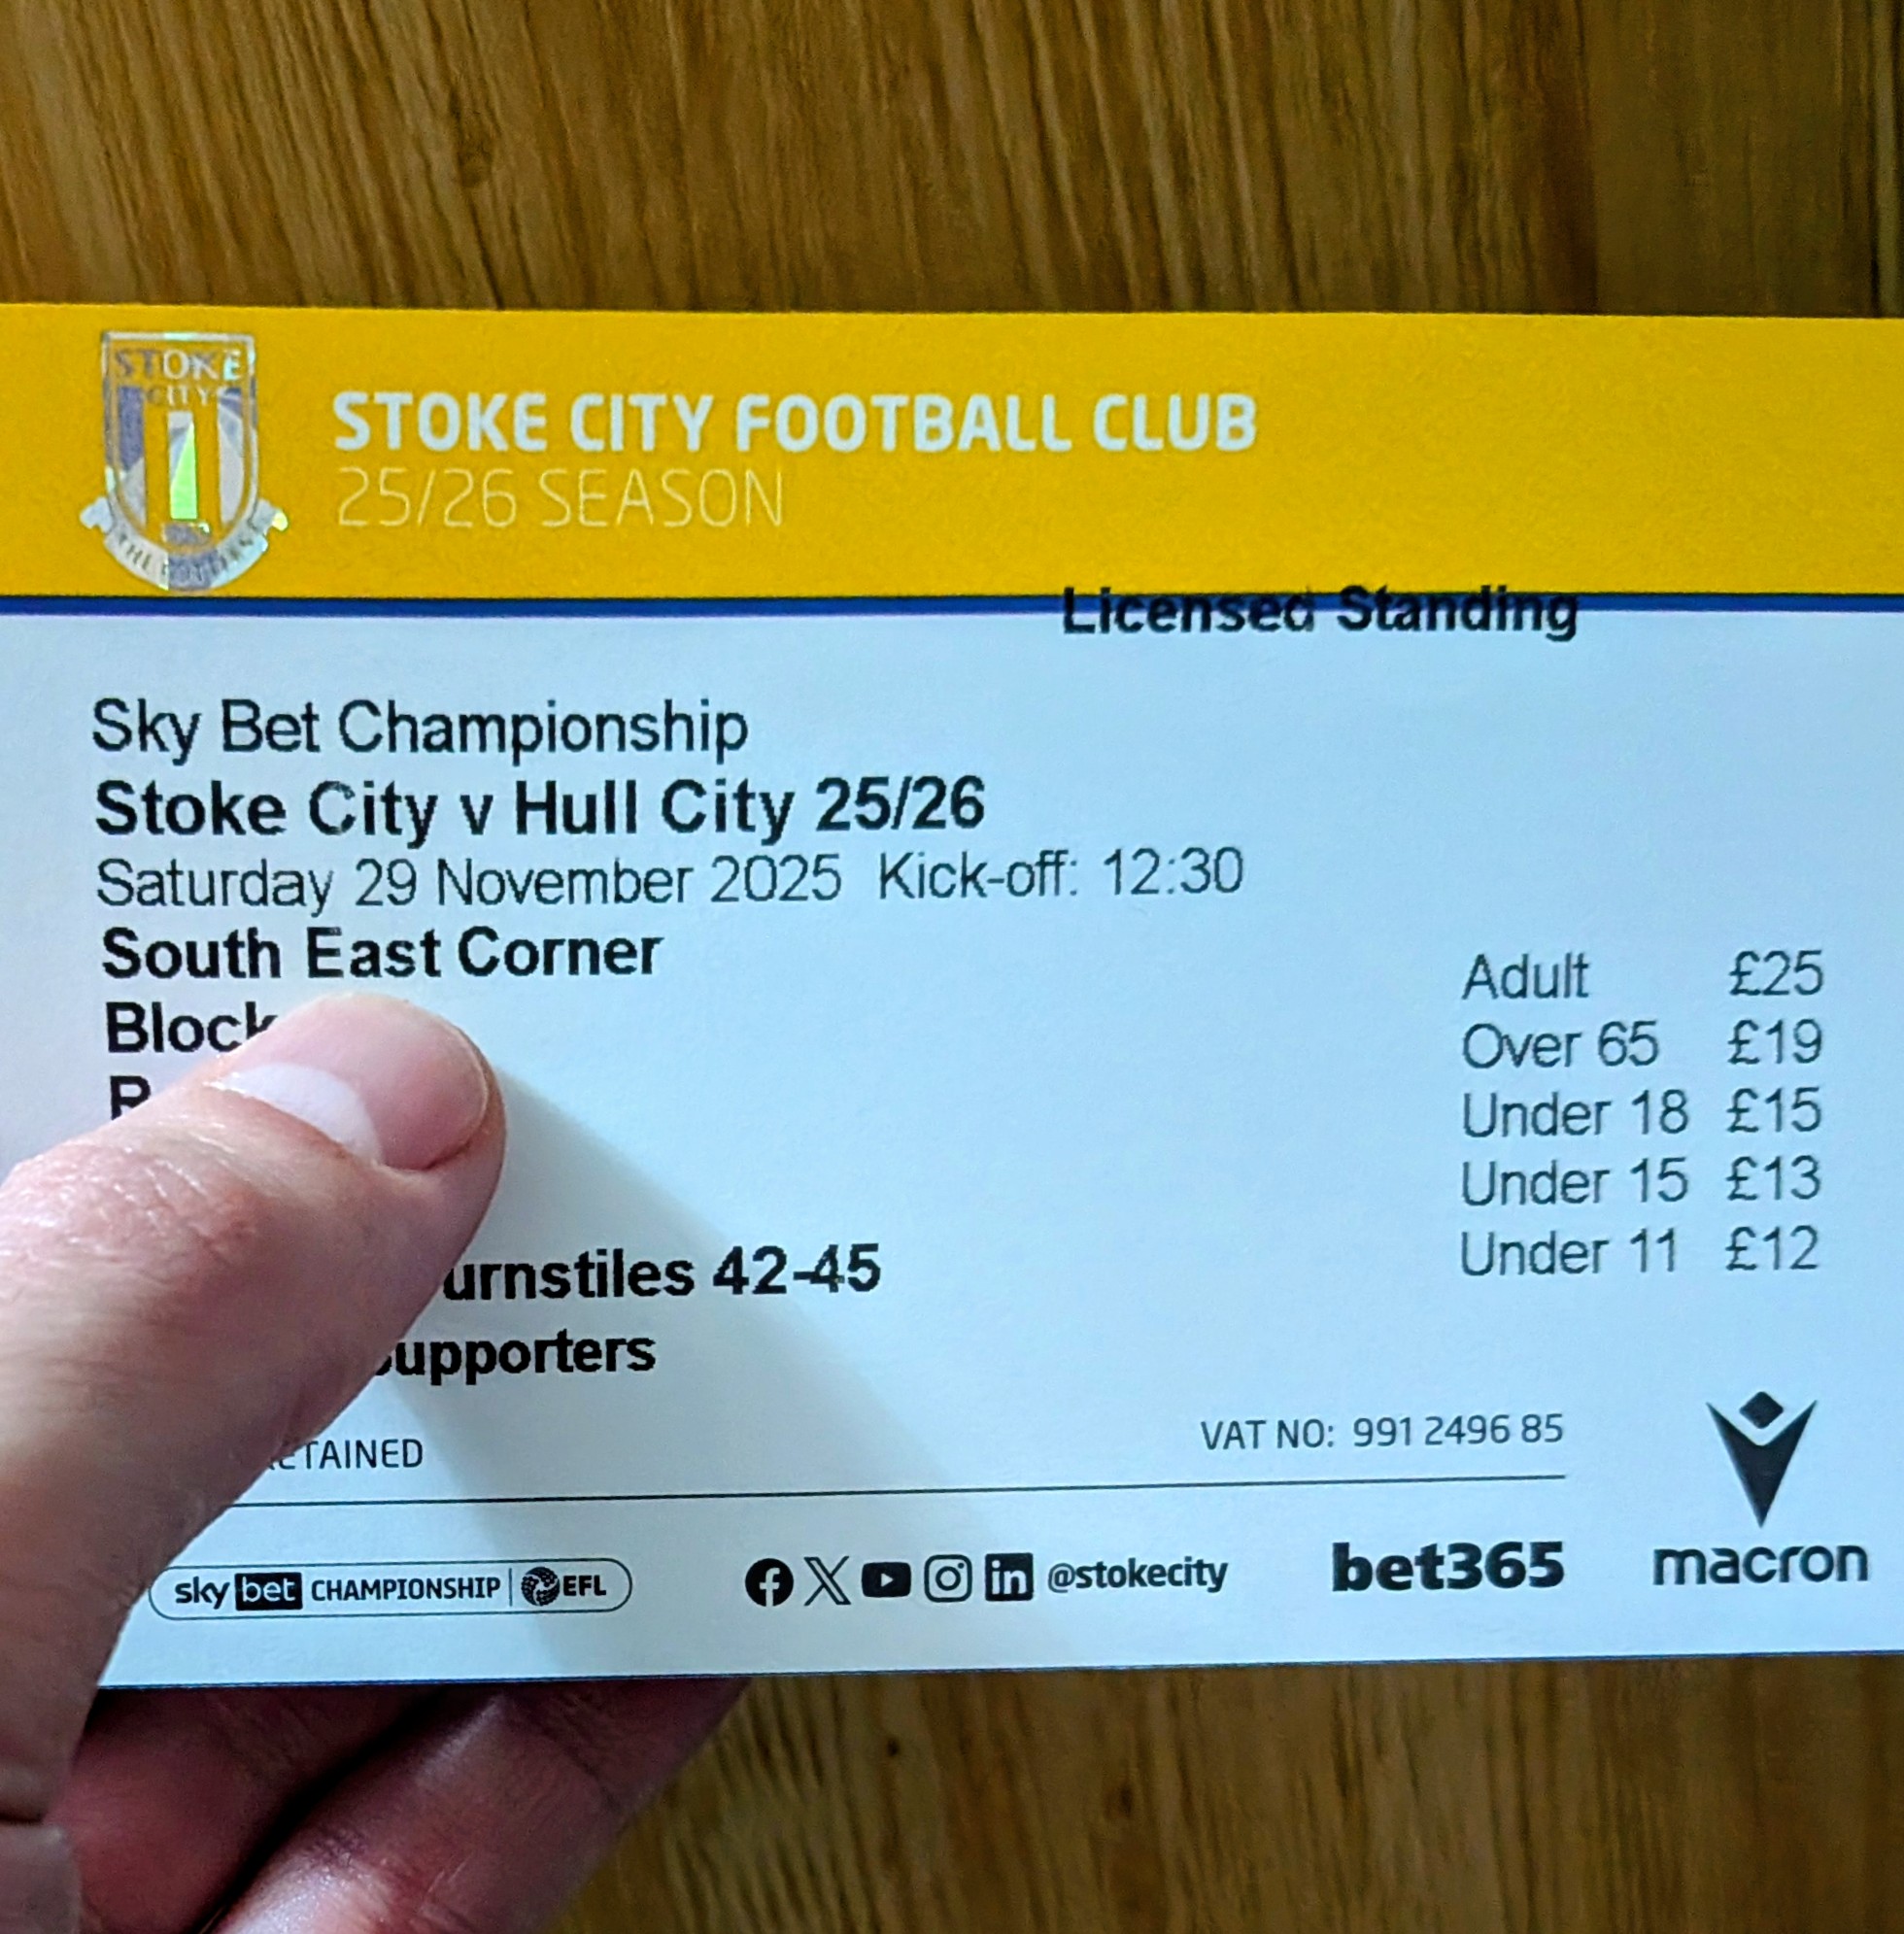 STOKE
CITY
STOKE CITY FOOTBALL CLUB
25/26 SEASON
Licensed Standing
Sky Bet Championship
Stoke City v Hull City 25/26
Saturday 29 November 2025 Kick-off: 12:30
South East Corner
Block
Adult £25
Over 65 £19
Under 18 £15
Under 15 £13
Under 11 £12
urnstiles 42-45
upporters
ETAINED
VAT NO: 991 2496 85
sky bet CHAMPIONSHIP | EFL
@stokecity
bet365
macron